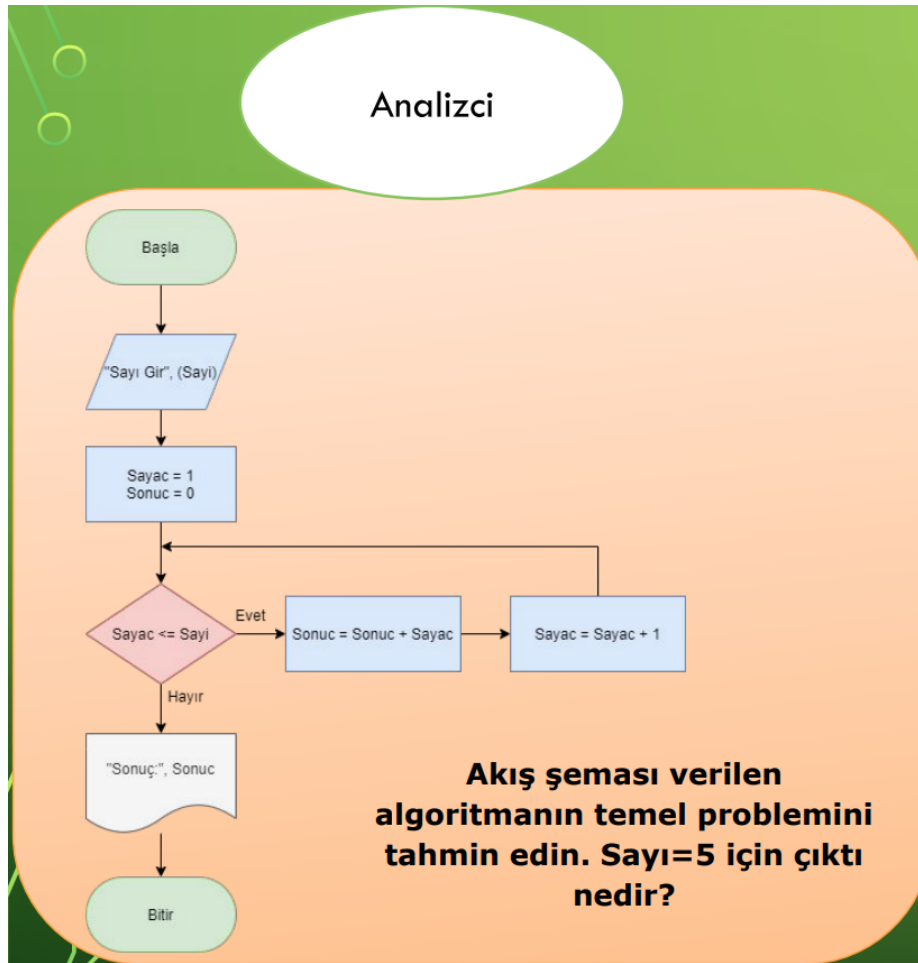 Analizci
Başla
"Sayı Gir", (Sayi)
Sayac = 1
Sonuc = 0
Sayac <= Sayi
Evet
Sonuc = Sonuc + Sayac
Sayac = Sayac + 1
Hayır
"Sonuç:", Sonuc
Bitir
Akış şeması verilen
algoritmanın temel problemini
tahmin edin. Sayı=5 için çıktı
nedir?